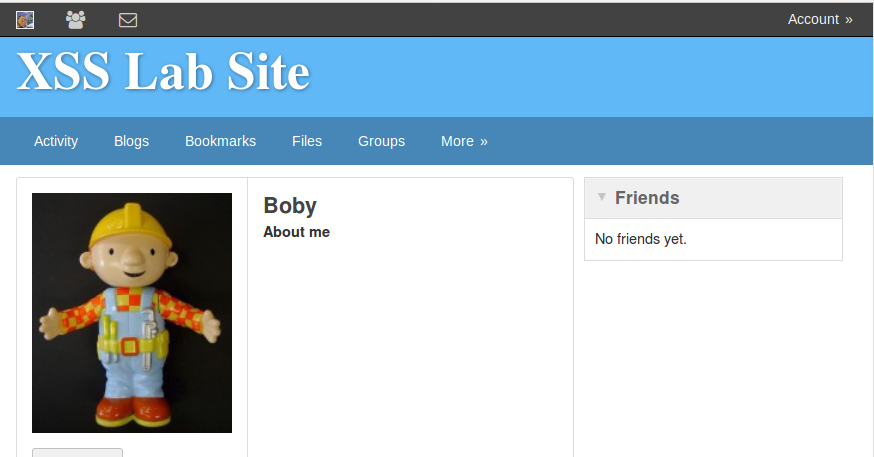 Account »
XSS Lab Site
Activity Blogs Bookmarks Files Groups More »
Boby
About me
Friends
No friends yet.